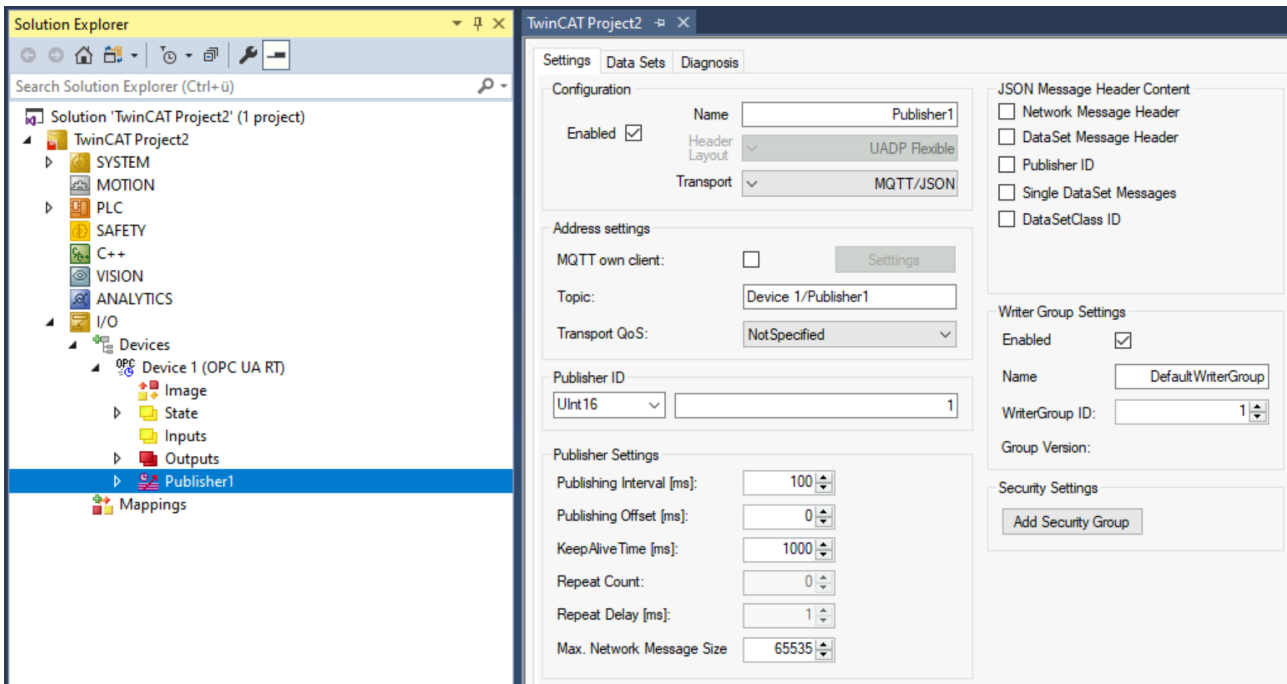 Solution Explorer
Search Solution Explorer (Ctrl+ü)
Solution 'TwinCAT Project2' (1 project)
TwinCAT Project2
SYSTEM
MOTION
PLC
SAFETY
C++
VISION
ANALYTICS
I/O
Devices
OPC Device 1 (OPC UA RT)
Image
State
Inputs
Outputs
Publisher1
Mappings
TwinCAT Project2
Settings Data Sets Diagnosis
Configuration
Enabled
Name Publisher1
Header Layout UADP Flexible
Transport MQTT/JSON
Address settings
MQTT own client: Setttings
Topic: Device 1/Publisher1
Transport QoS: NotSpecified
Publisher ID
UInt16 1
Publisher Settings
Publishing Interval [ms]: 100
Publishing Offset [ms]: 0
KeepAliveTime [ms]: 1000
Repeat Count: 0
Repeat Delay [ms]: 1
Max. Network Message Size 65535
JSON Message Header Content
Network Message Header
DataSet Message Header
Publisher ID
Single DataSet Messages
DataSetClass ID
Writer Group Settings
Enabled
Name DefaultWriterGroup
WriterGroup ID: 1
Group Version:
Security Settings
Add Security Group